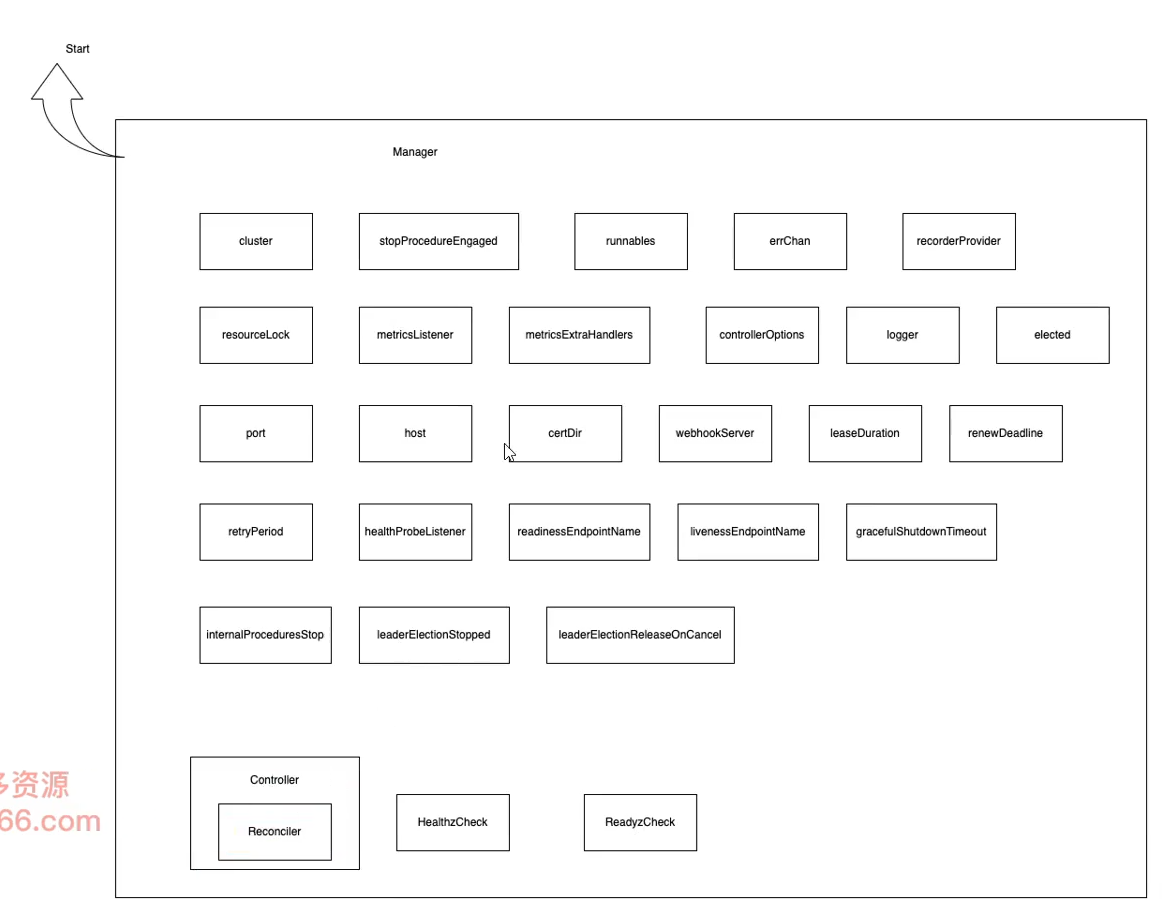 Start
Manager
cluster
stopProcedureEngaged
runnables
errChan
recorderProvider
resourceLock
metricsListener
metricsExtraHandlers
controllerOptions
logger
elected
port
host
certDir
webhookServer
leaseDuration
renewDeadline
retryPeriod
healthProbeListener
readinessEndpointName
livenessEndpointName
gracefulShutdownTimeout
internalProceduresStop
leaderElectionStopped
leaderElectionReleaseOnCancel
Controller
Reconciler
HealthzCheck
ReadyzCheck
多资源
66.com